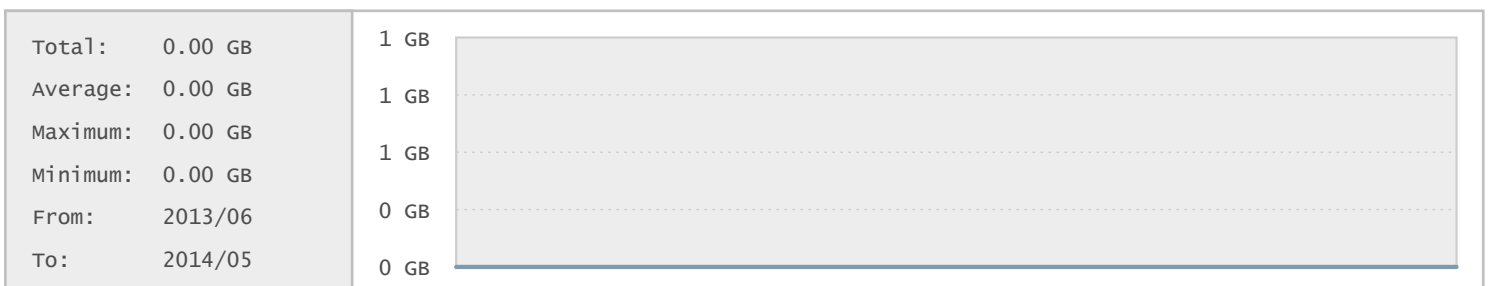 Total: 0.00 GB
Average: 0.00 GB
Maximum: 0.00 GB
Minimum: 0.00 GB
From: 2013/06
To: 2014/05
1 GB
1 GB
1 GB
0 GB
0 GB